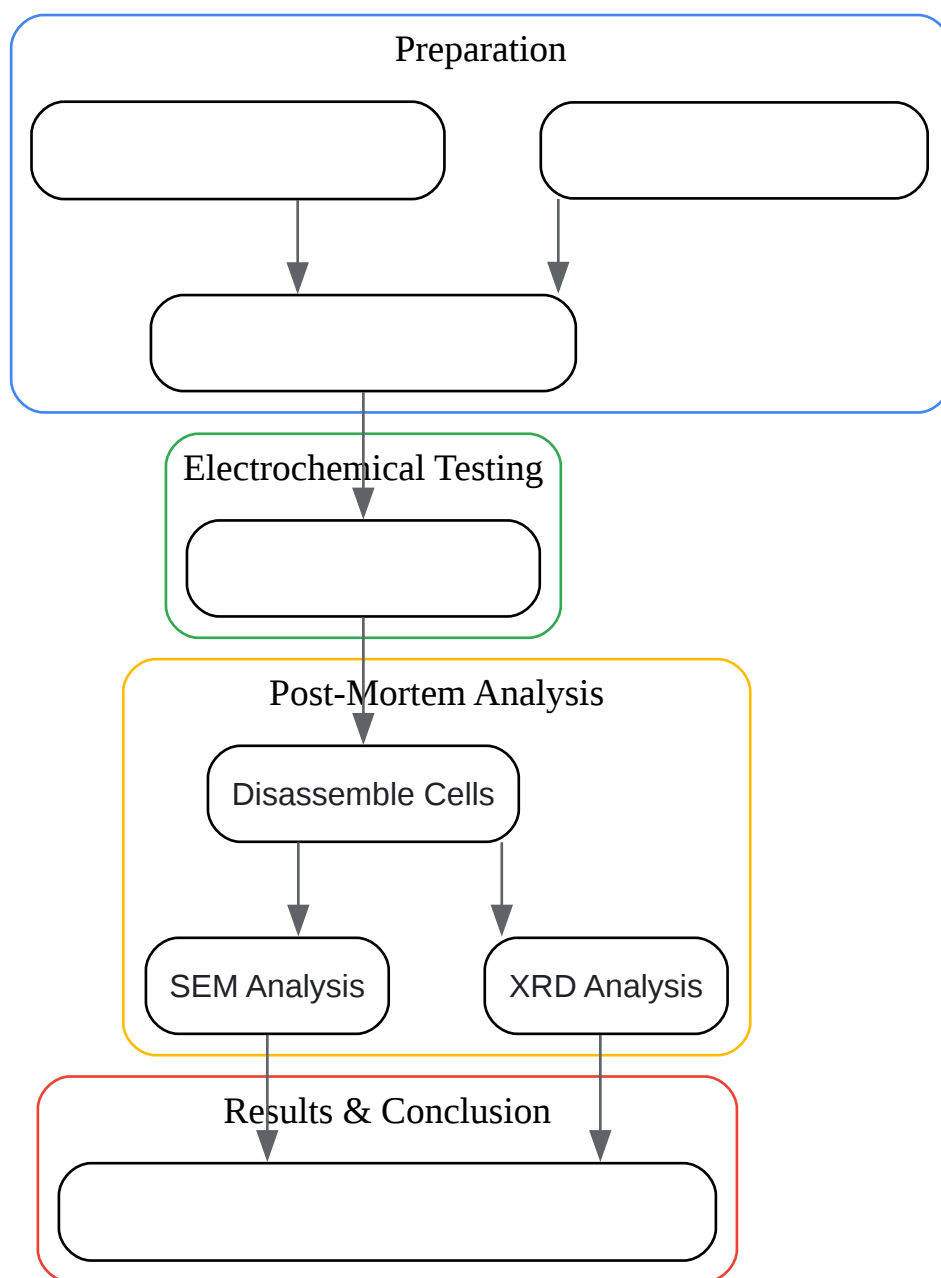 Preparation
Electrochemical Testing
Post-Mortem Analysis
Disassemble Cells
SEM Analysis
XRD Analysis
Results & Conclusion